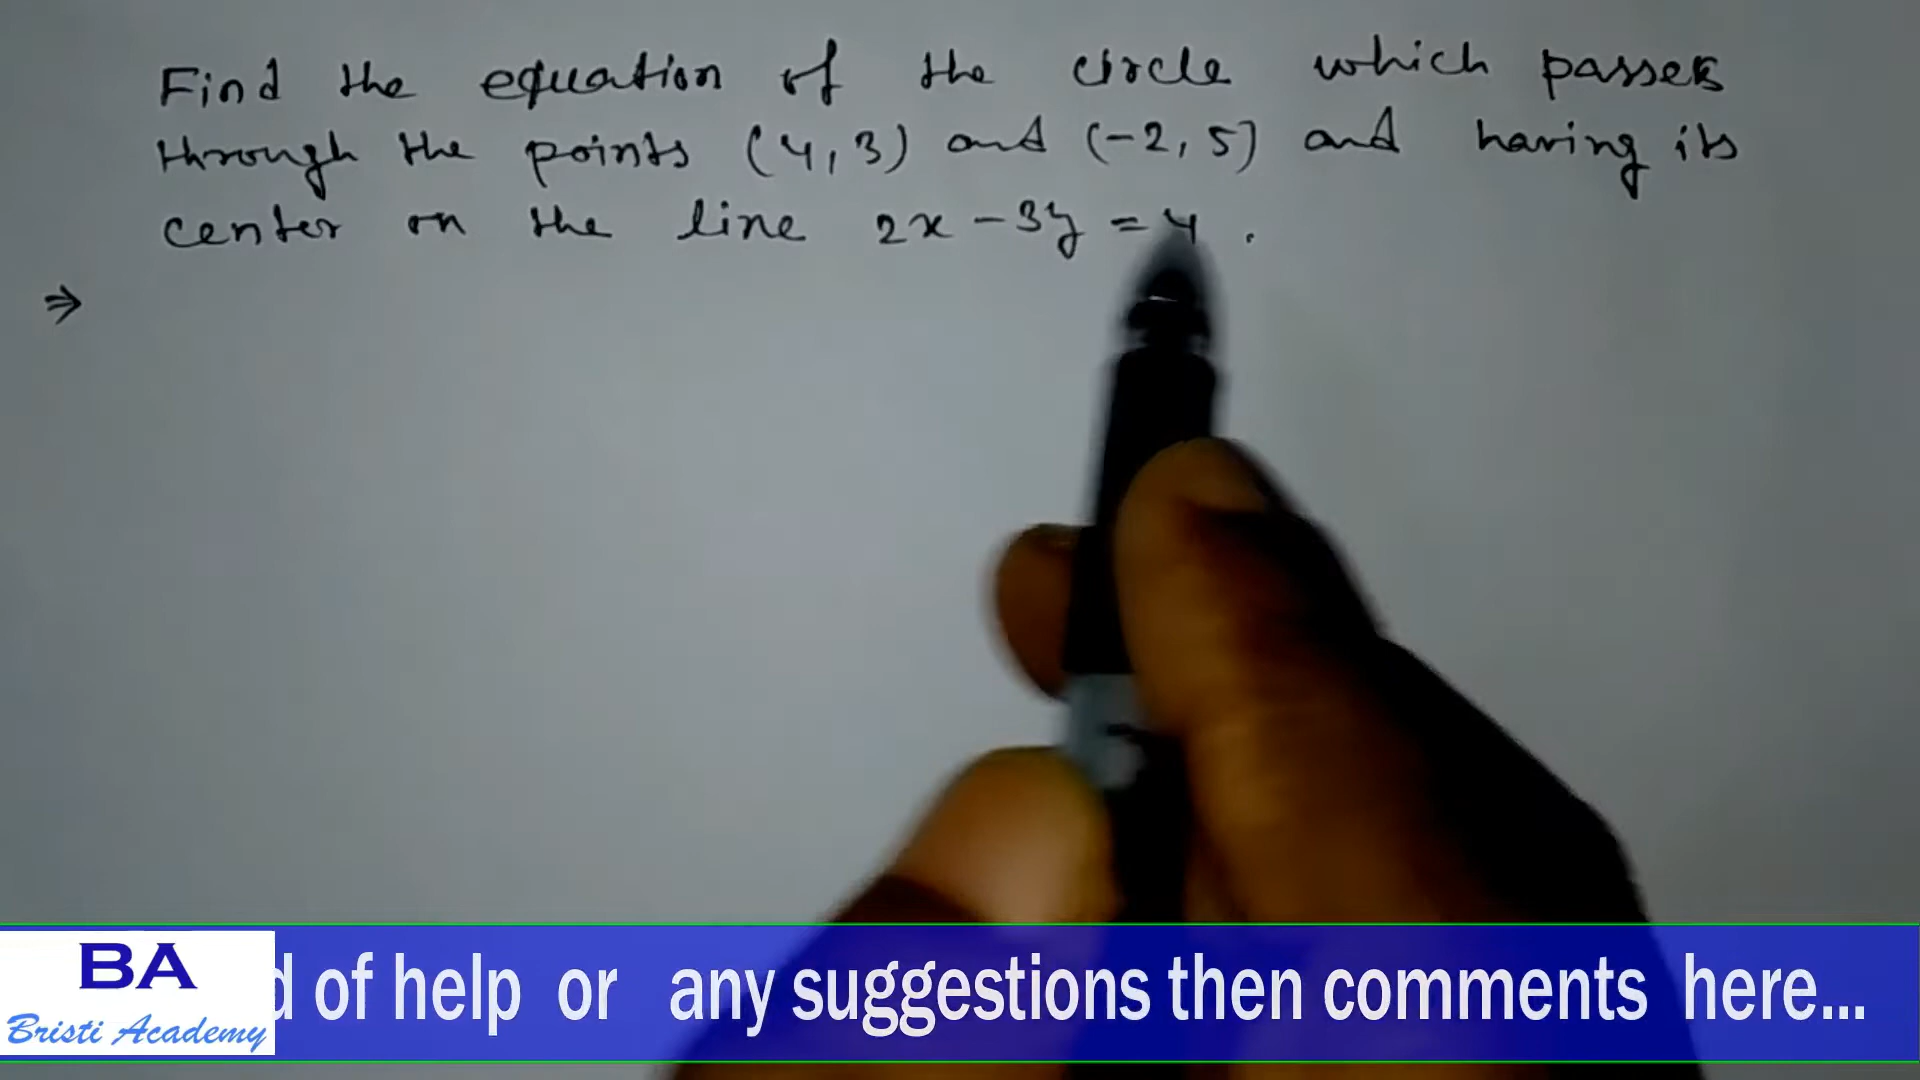 Find the equation of the circle which passes
through the points (4, 3) and (-2, 5) and having its
center on the line 2x - 3y = 4 .
⇒
BA
Bristi Academy
d of help or any suggestions then comments here...